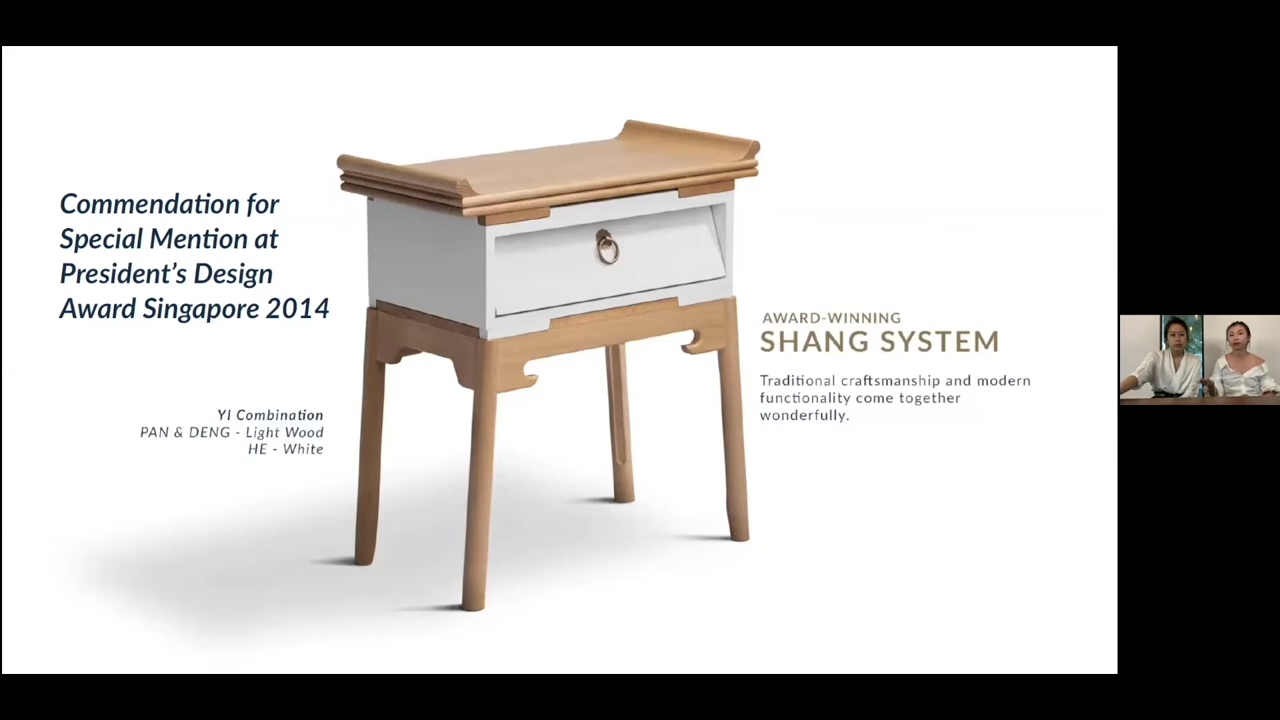 Commendation for
Special Mention at
President's Design
Award Singapore 2014
YI Combination
PAN & DENG - Light Wood
HE - White
AWARD-WINNING
SHANG SYSTEM
Traditional craftsmanship and modern
functionality come together
wonderfully.